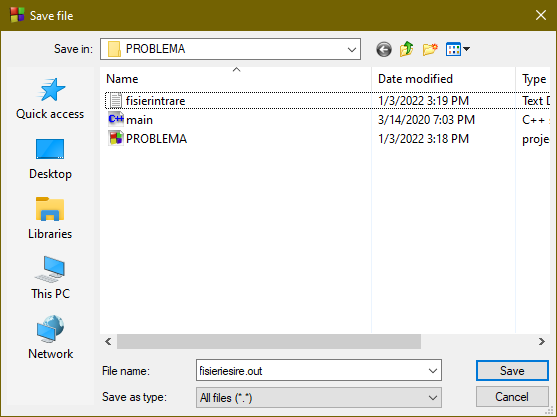 Save file
Save in: PROBLEMA
Name Date modified Type
fisierintrare 1/3/2022 3:19 PM Text D
main 3/14/2020 7:03 PM C++ s
PROBLEMA 1/3/2022 3:18 PM proje
Quick access
Desktop
Libraries
This PC
Network
File name: fisieriesire.out Save
Save as type: All files (*.*) Cancel